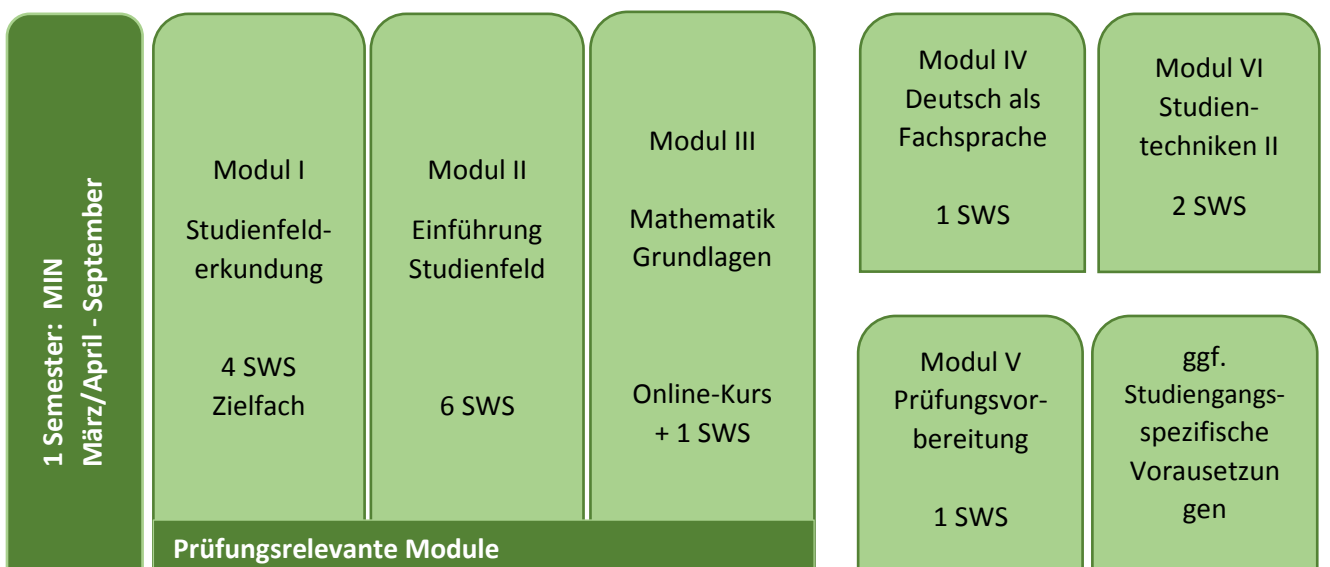 1 Semester:  MIN
März/April - September
Modul I
Studienfeld-
erkundung
4 SWS
Zielfach
Modul II
Einführung
Studienfeld
6 SWS
Modul III
Mathematik
Grundlagen
Online-Kurs
+ 1 SWS
Prüfungsrelevante Module
Modul IV
Deutsch als
Fachsprache
1 SWS
Modul VI
Studien-
techniken II
2 SWS
Modul V
Prüfungsvor-
bereitung
1 SWS
ggf.
Studiengangs-
spezifische
Vorausetzun
gen